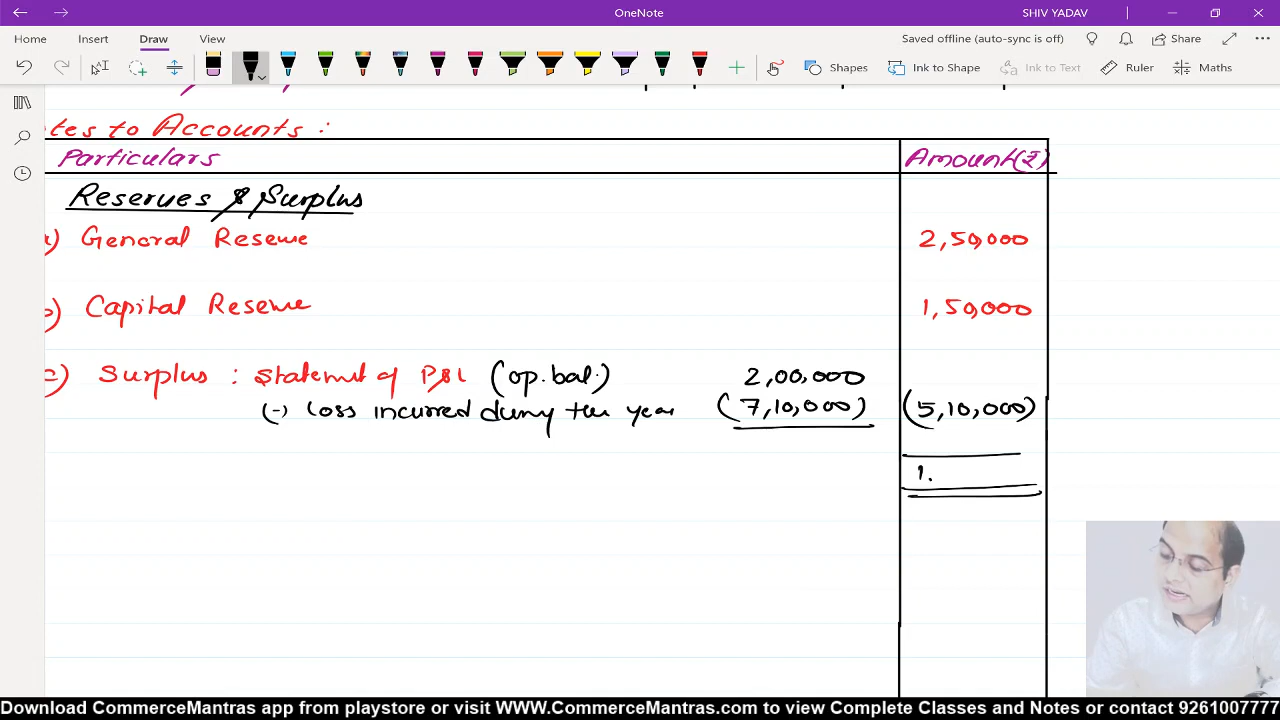 OneNote
SHIV YADAV
Home Insert Draw View
Saved offline (auto-sync is off)
Share
Shapes
Ink to Shape
Ink to Text
Ruler
Maths
tes to Accounts :
Particulars Amount(₹)
Reserves & Surplus
General Reserve 2,50,000
Capital Reserve 1,50,000
c) Surplus : Statement of P&L (op.bal.) 2,00,000
(-) loss incurred during the year (7,10,000) (5,10,000)
1.
Download CommerceMantras app from playstore or visit WWW.CommerceMantras.com to view Complete Classes and Notes or contact 9261007777